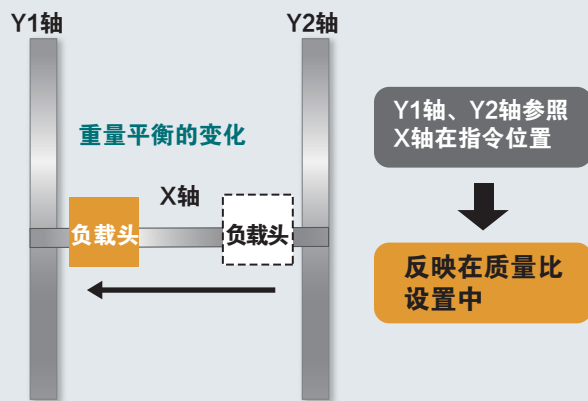 Y1轴
Y2轴
重量平衡的变化
X轴
负载头
负载头
Y1轴、Y2轴参照
X轴在指令位置
反映在质量比
设置中